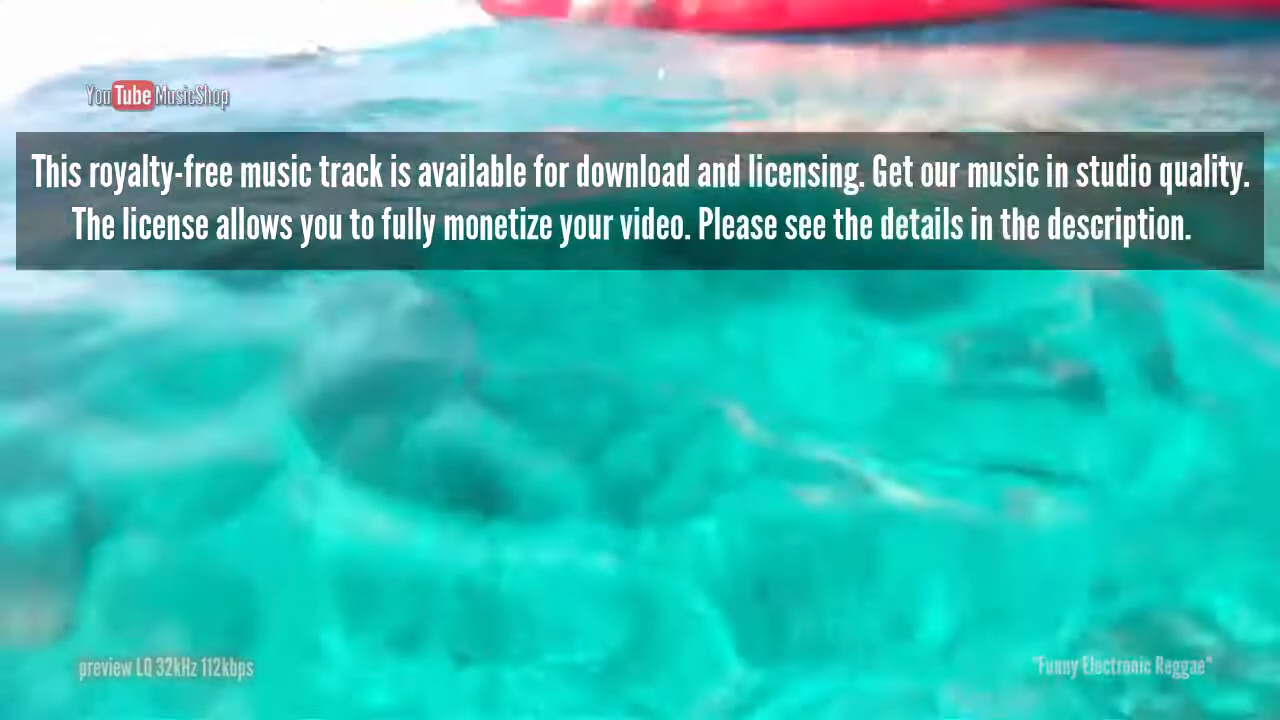 YouTube MusicShop
This royalty-free music track is available for download and licensing. Get our music in studio quality.
The license allows you to fully monetize your video. Please see the details in the description.
preview LQ 32kHz 112kbps
"Funny Electronic Reggae"